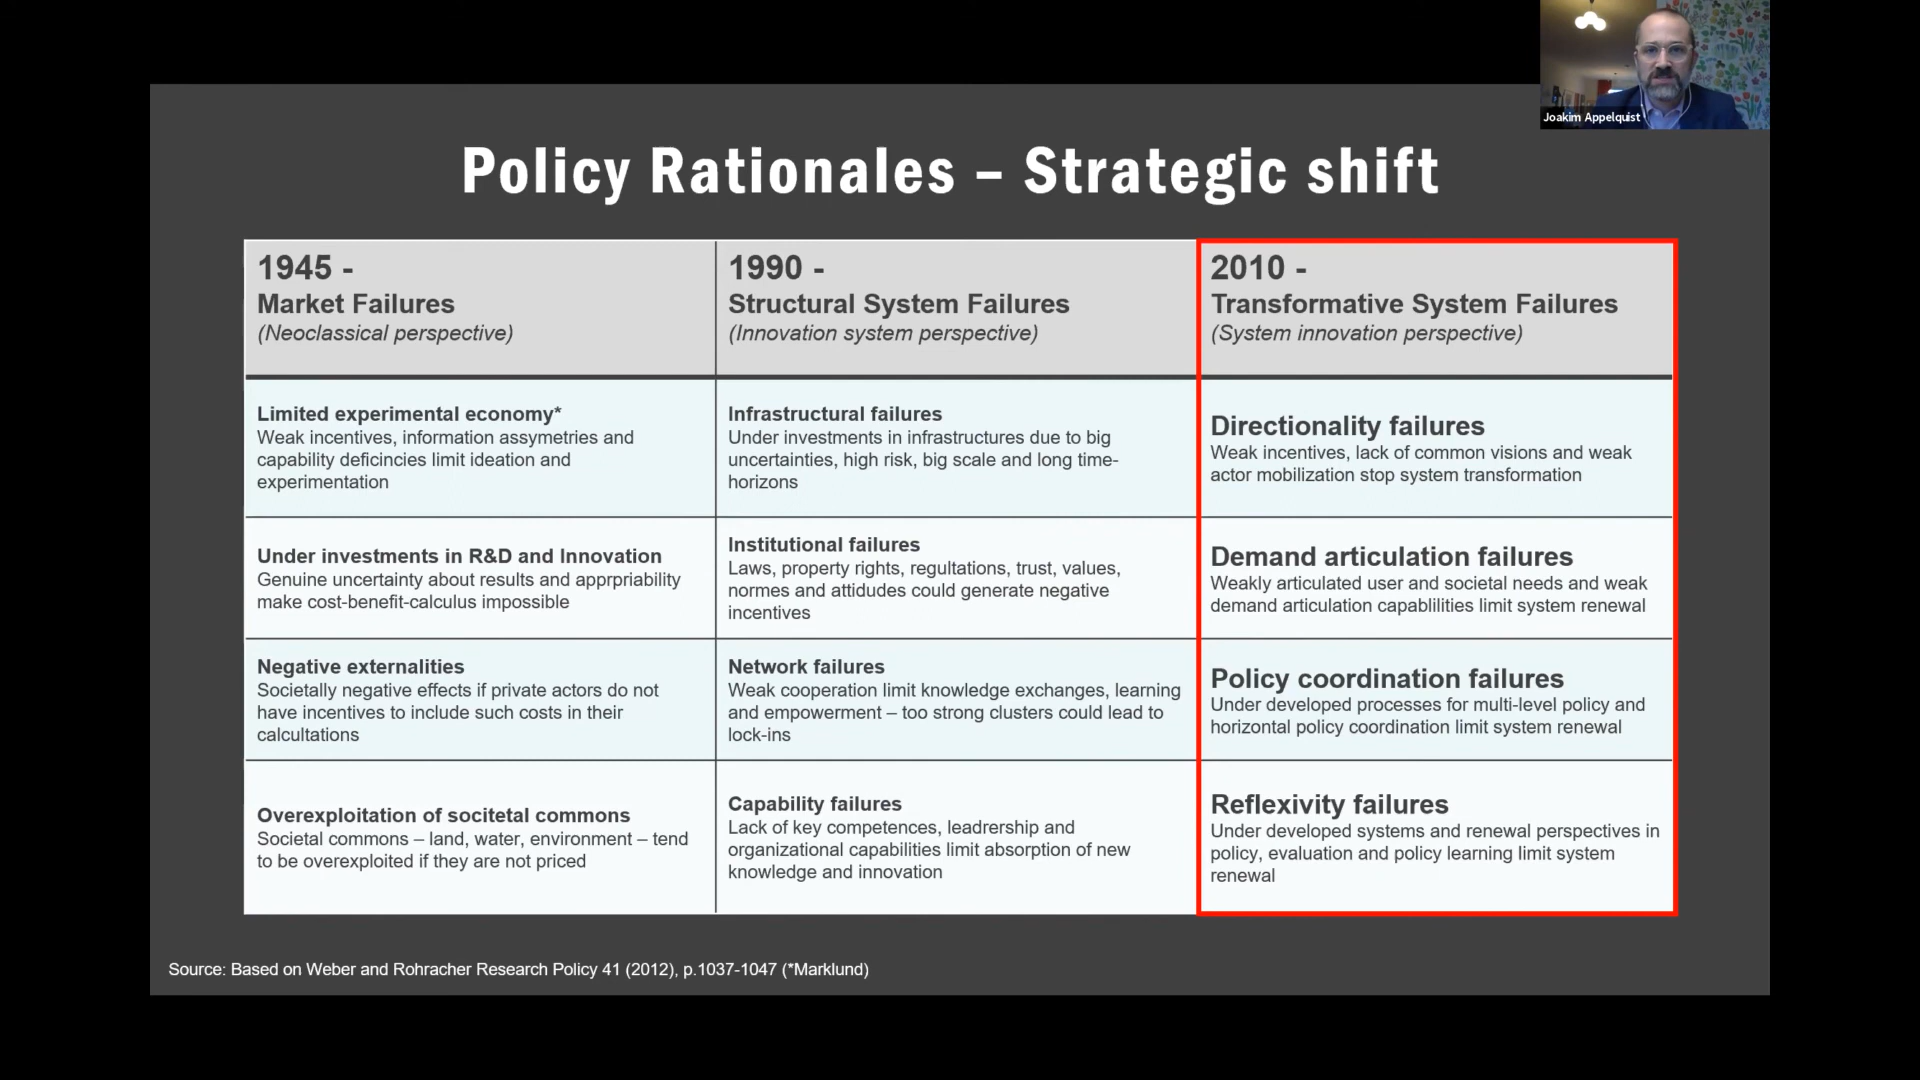 Joakim Appelquist
Policy Rationales – Strategic shift
1945 -
Market Failures
(Neoclassical perspective)
1990 -
Structural System Failures
(Innovation system perspective)
2010 -
Transformative System Failures
(System innovation perspective)
Limited experimental economy*
Weak incentives, information assymetries and
capability deficincies limit ideation and
experimentation
Infrastructural failures
Under investments in infrastructures due to big
uncertainties, high risk, big scale and long time-
horizons
Directionality failures
Weak incentives, lack of common visions and weak
actor mobilization stop system transformation
Under investments in R&D and Innovation
Genuine uncertainty about results and apprpriability
make cost-benefit-calculus impossible
Institutional failures
Laws, property rights, regultations, trust, values,
normes and attidudes could generate negative
incentives
Demand articulation failures
Weakly articulated user and societal needs and weak
demand articulation capablilities limit system renewal
Negative externalities
Societally negative effects if private actors do not
have incentives to include such costs in their
calcultations
Network failures
Weak cooperation limit knowledge exchanges, learning
and empowerment – too strong clusters could lead to
lock-ins
Policy coordination failures
Under developed processes for multi-level policy and
horizontal policy coordination limit system renewal
Overexploitation of socitetal commons
Societal commons – land, water, environment – tend
to be overexploited if they are not priced
Capability failures
Lack of key competences, leadrership and
organizational capabilities limit absorption of new
knowledge and innovation
Reflexivity failures
Under developed systems and renewal perspectives in
policy, evaluation and policy learning limit system
renewal
Source: Based on Weber and Rohracher Research Policy 41 (2012), p.1037-1047 (*Marklund)